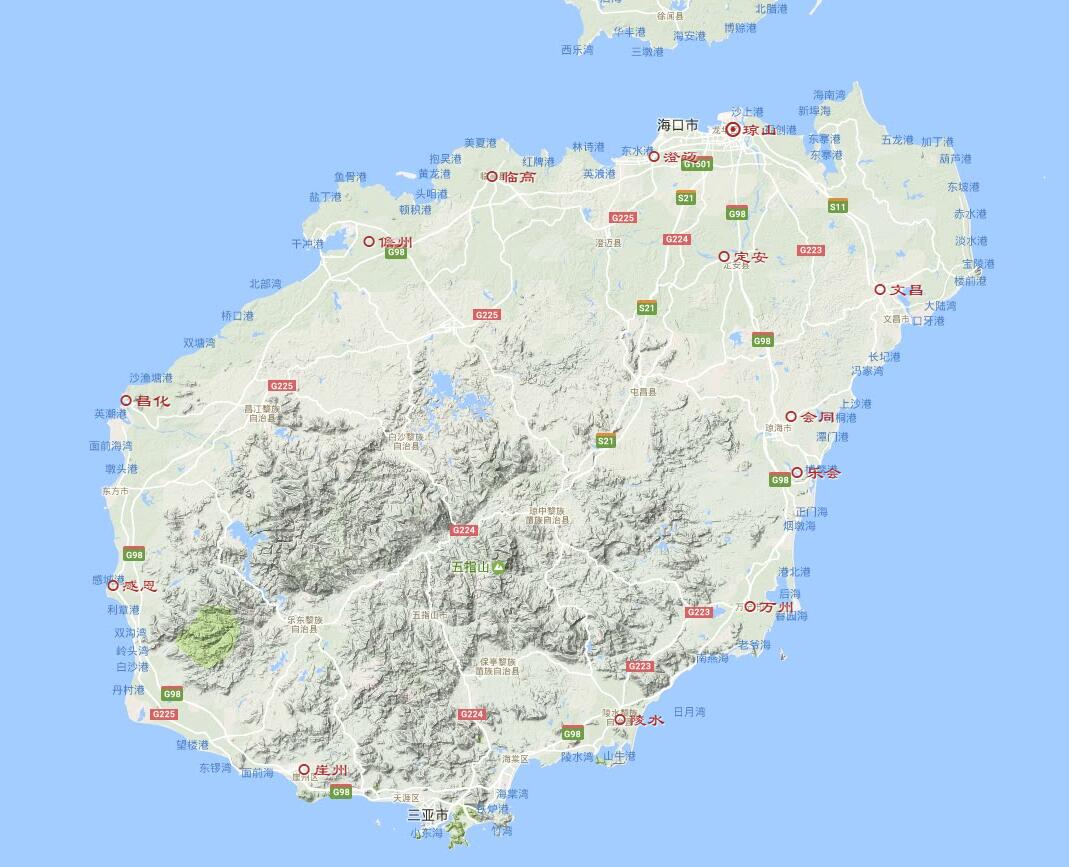 北腊港
徐闻县
博赊港
华丰港
海安港
西乐湾
三墩港
海南湾
沙上港
新埠海
海口市
琼山
东寨港
五龙港
加丁港
美夏港
林诗港
东水港
澄迈
东寨港
葫芦港
抱吴港
红牌港
G1501
鱼骨港
黄龙港
临高
英浪港
东坡港
盐丁港
头咀港
S21
顿积港
G98
S11
赤水港
G225
干冲港
儋州
澄迈县
G224
淡水港
G98
G223
定安
定安县
宝陵港
北部湾
楼前港
文昌
桥口港
S21
大陆湾
G225
文昌市
口牙港
双塘湾
G98
长圮港
冯家湾
沙渔塘港
G225
屯昌县
昌化
上沙港
英潮港
昌江黎族
自治县
会同
桐港
琼海市
面前海湾
白沙黎族
自治县
S21
潭门港
墩头港
乐会
G98
东方市
琼中黎族
苗族自治县
正门海
烟墩海
G224
G98
五指山
感城港
感恩
港北港
后海
利章港
万州
五指山市
G223
春园海
乐东黎族
自治县
双沟湾
老爷海
岭头湾
南燕海
白沙港
保亭黎族
苗族自治县
G223
丹村港
G98
G225
G224
陵水黎族
陵水
日月湾
G98
望楼港
海棠区
陵水湾
山牛港
东锣湾
面前海
崖州
崖州区
G98
天涯区
海棠湾
三亚市
铁炉港
小东海
竹湾